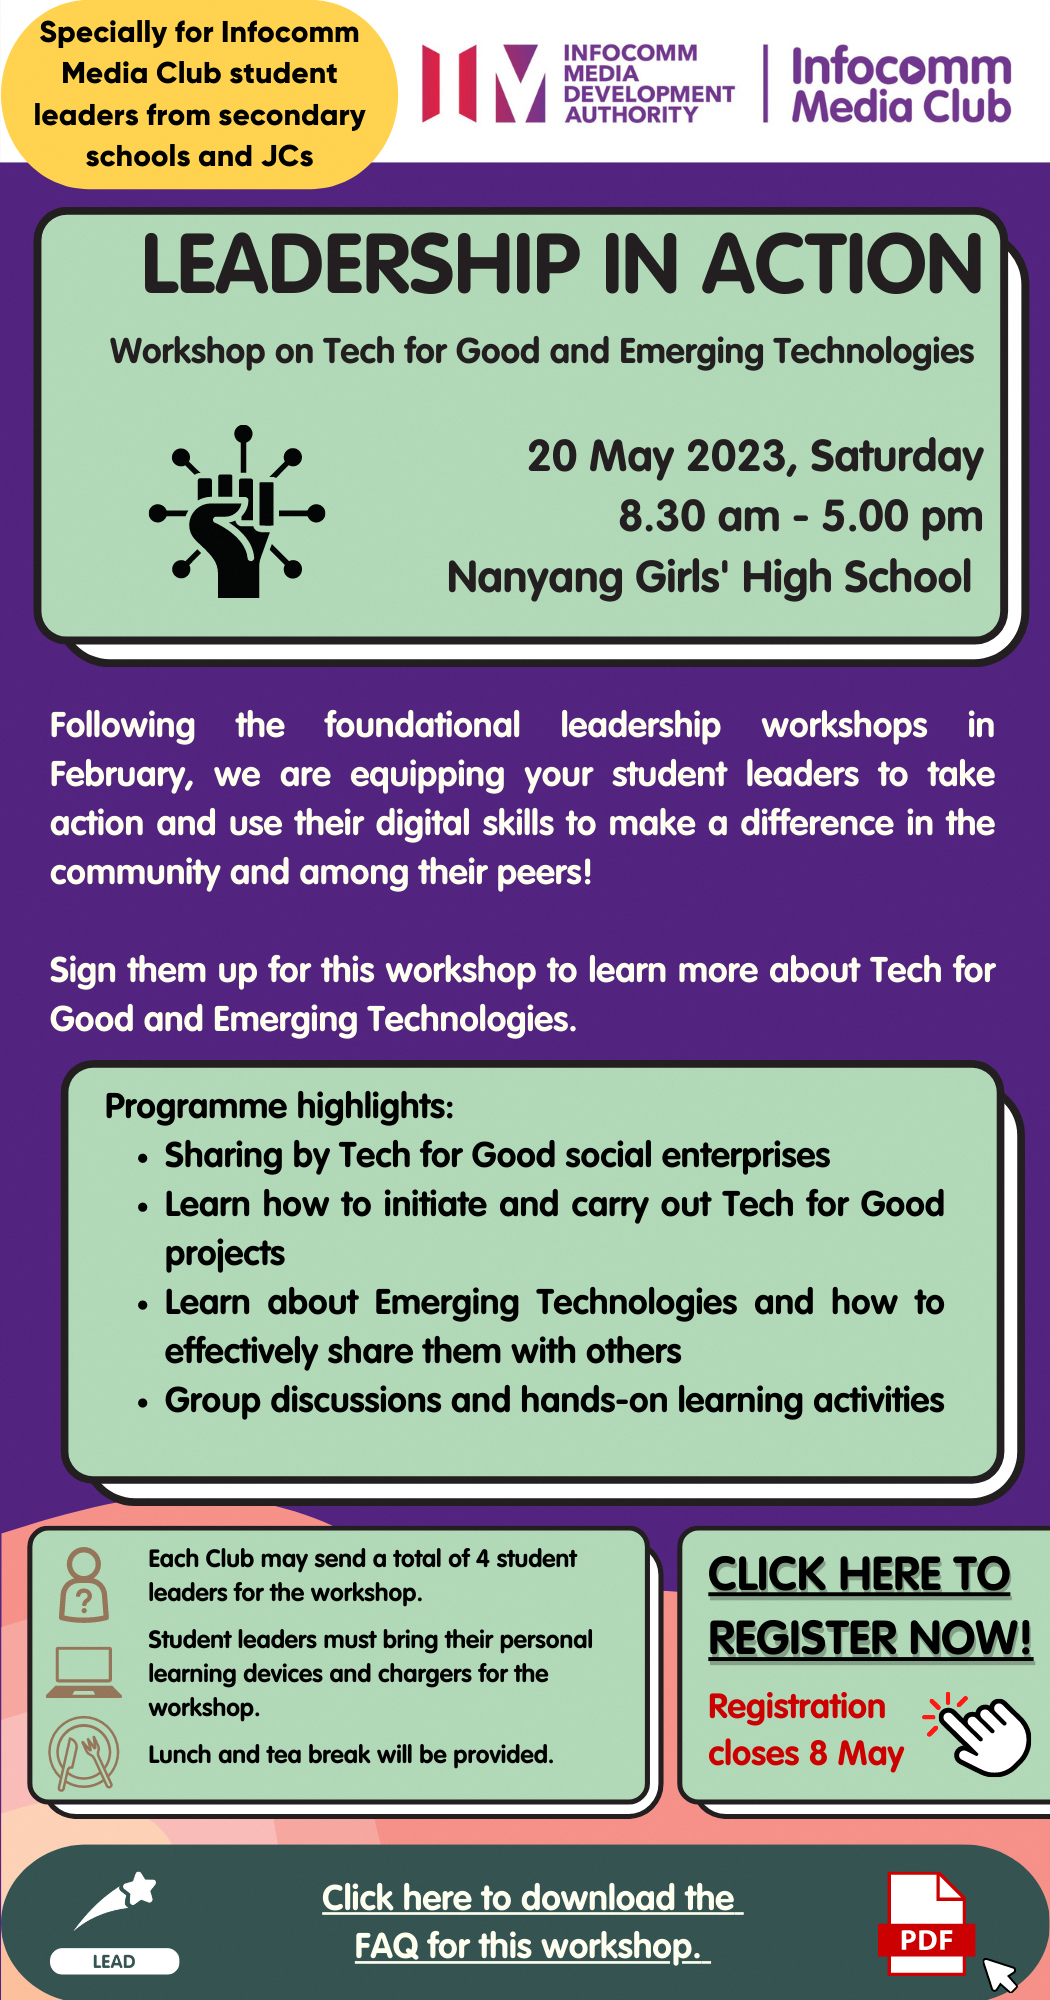 Specially for Infocomm
Media Club student
leaders from secondary
schools and JCs
INFOCOMM
MEDIA
DEVELOPMENT
AUTHORITY
Infocomm
Media Club
LEADERSHIP IN ACTION
Workshop on Tech for Good and Emerging Technologies
20 May 2023, Saturday
8.30 am - 5.00 pm
Nanyang Girls' High School
Following the foundational leadership workshops in
February, we are equipping your student leaders to take
action and use their digital skills to make a difference in the
community and among their peers!
Sign them up for this workshop to learn more about Tech for
Good and Emerging Technologies.
Programme highlights:
• Sharing by Tech for Good social enterprises
• Learn how to initiate and carry out Tech for Good
projects
• Learn about Emerging Technologies and how to
effectively share them with others
• Group discussions and hands-on learning activities
?
Each Club may send a total of 4 student
leaders for the workshop.
Student leaders must bring their personal
learning devices and chargers for the
workshop.
Lunch and tea break will be provided.
CLICK HERE TO
REGISTER NOW!
Registration
closes 8 May
LEAD
Click here to download the
FAQ for this workshop.
PDF